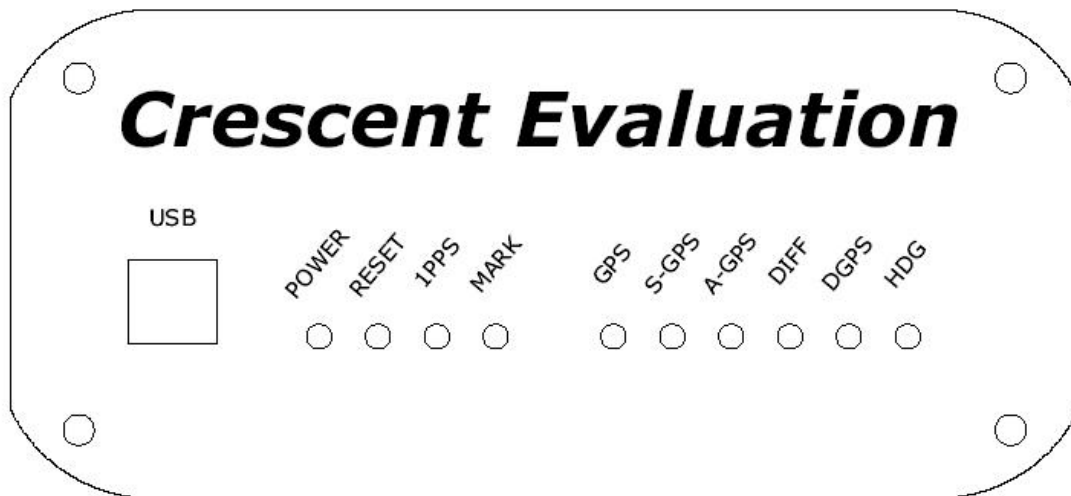 Crescent Evaluation
USB
POWER RESET 1PPS MARK GPS S-GPS A-GPS DIFF DGPS HDG